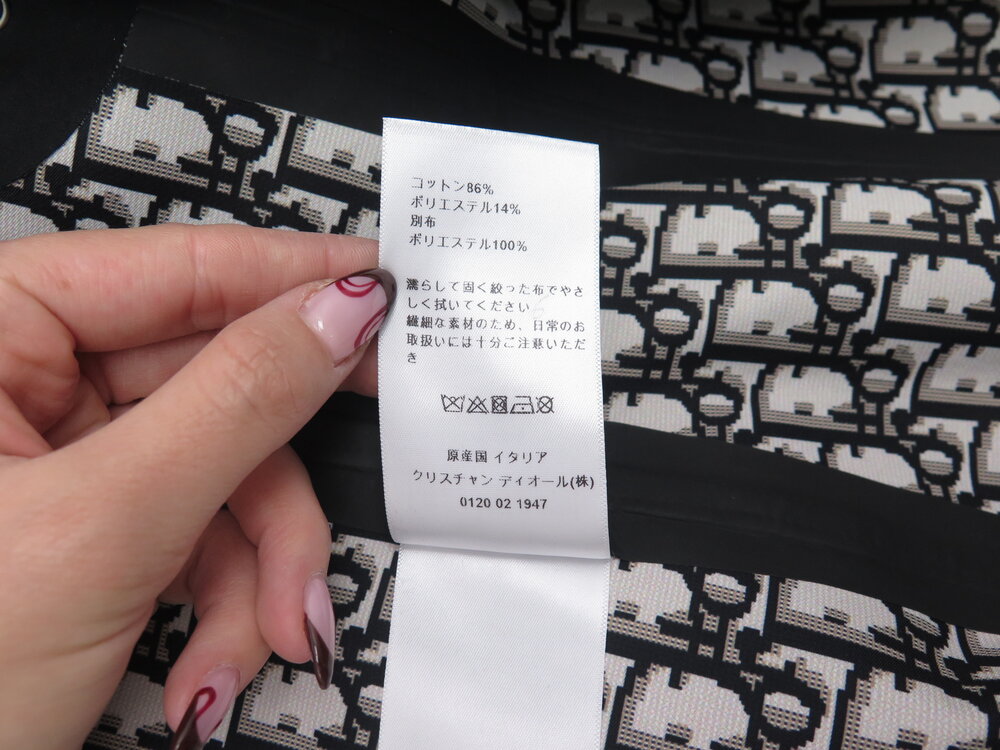 コットン86%
ポリエステル14%
別布
ポリエステル100%
濡らして固く絞った布でやさ
しく拭いてください
繊細な素材のため、日常のお
取扱いには十分ご注意いただ
き
原産国 イタリア
クリスチャン ディオール(株)
0120 02 1947